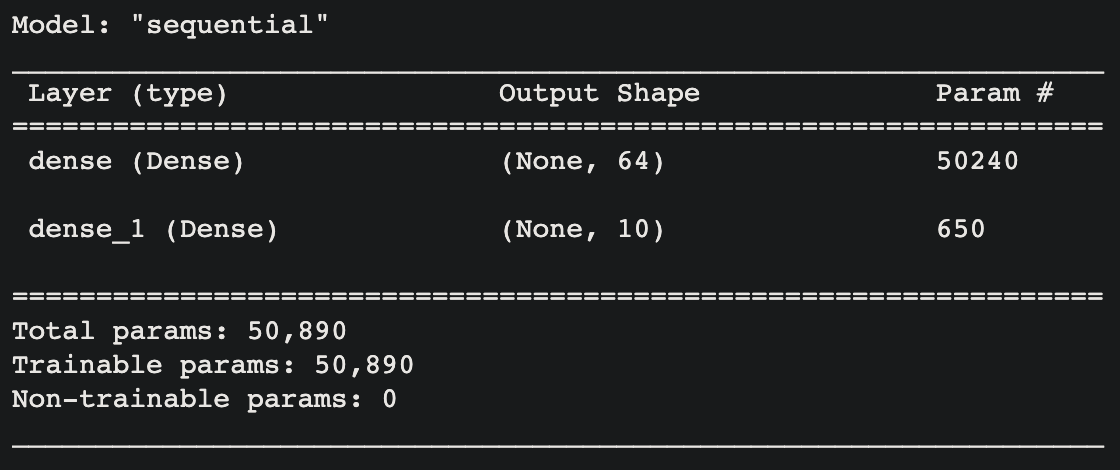 Model: "sequential"
Layer (type) Output Shape Param #
=================================================================
dense (Dense) (None, 64) 50240
dense_1 (Dense) (None, 10) 650
=================================================================
Total params: 50,890
Trainable params: 50,890
Non-trainable params: 0